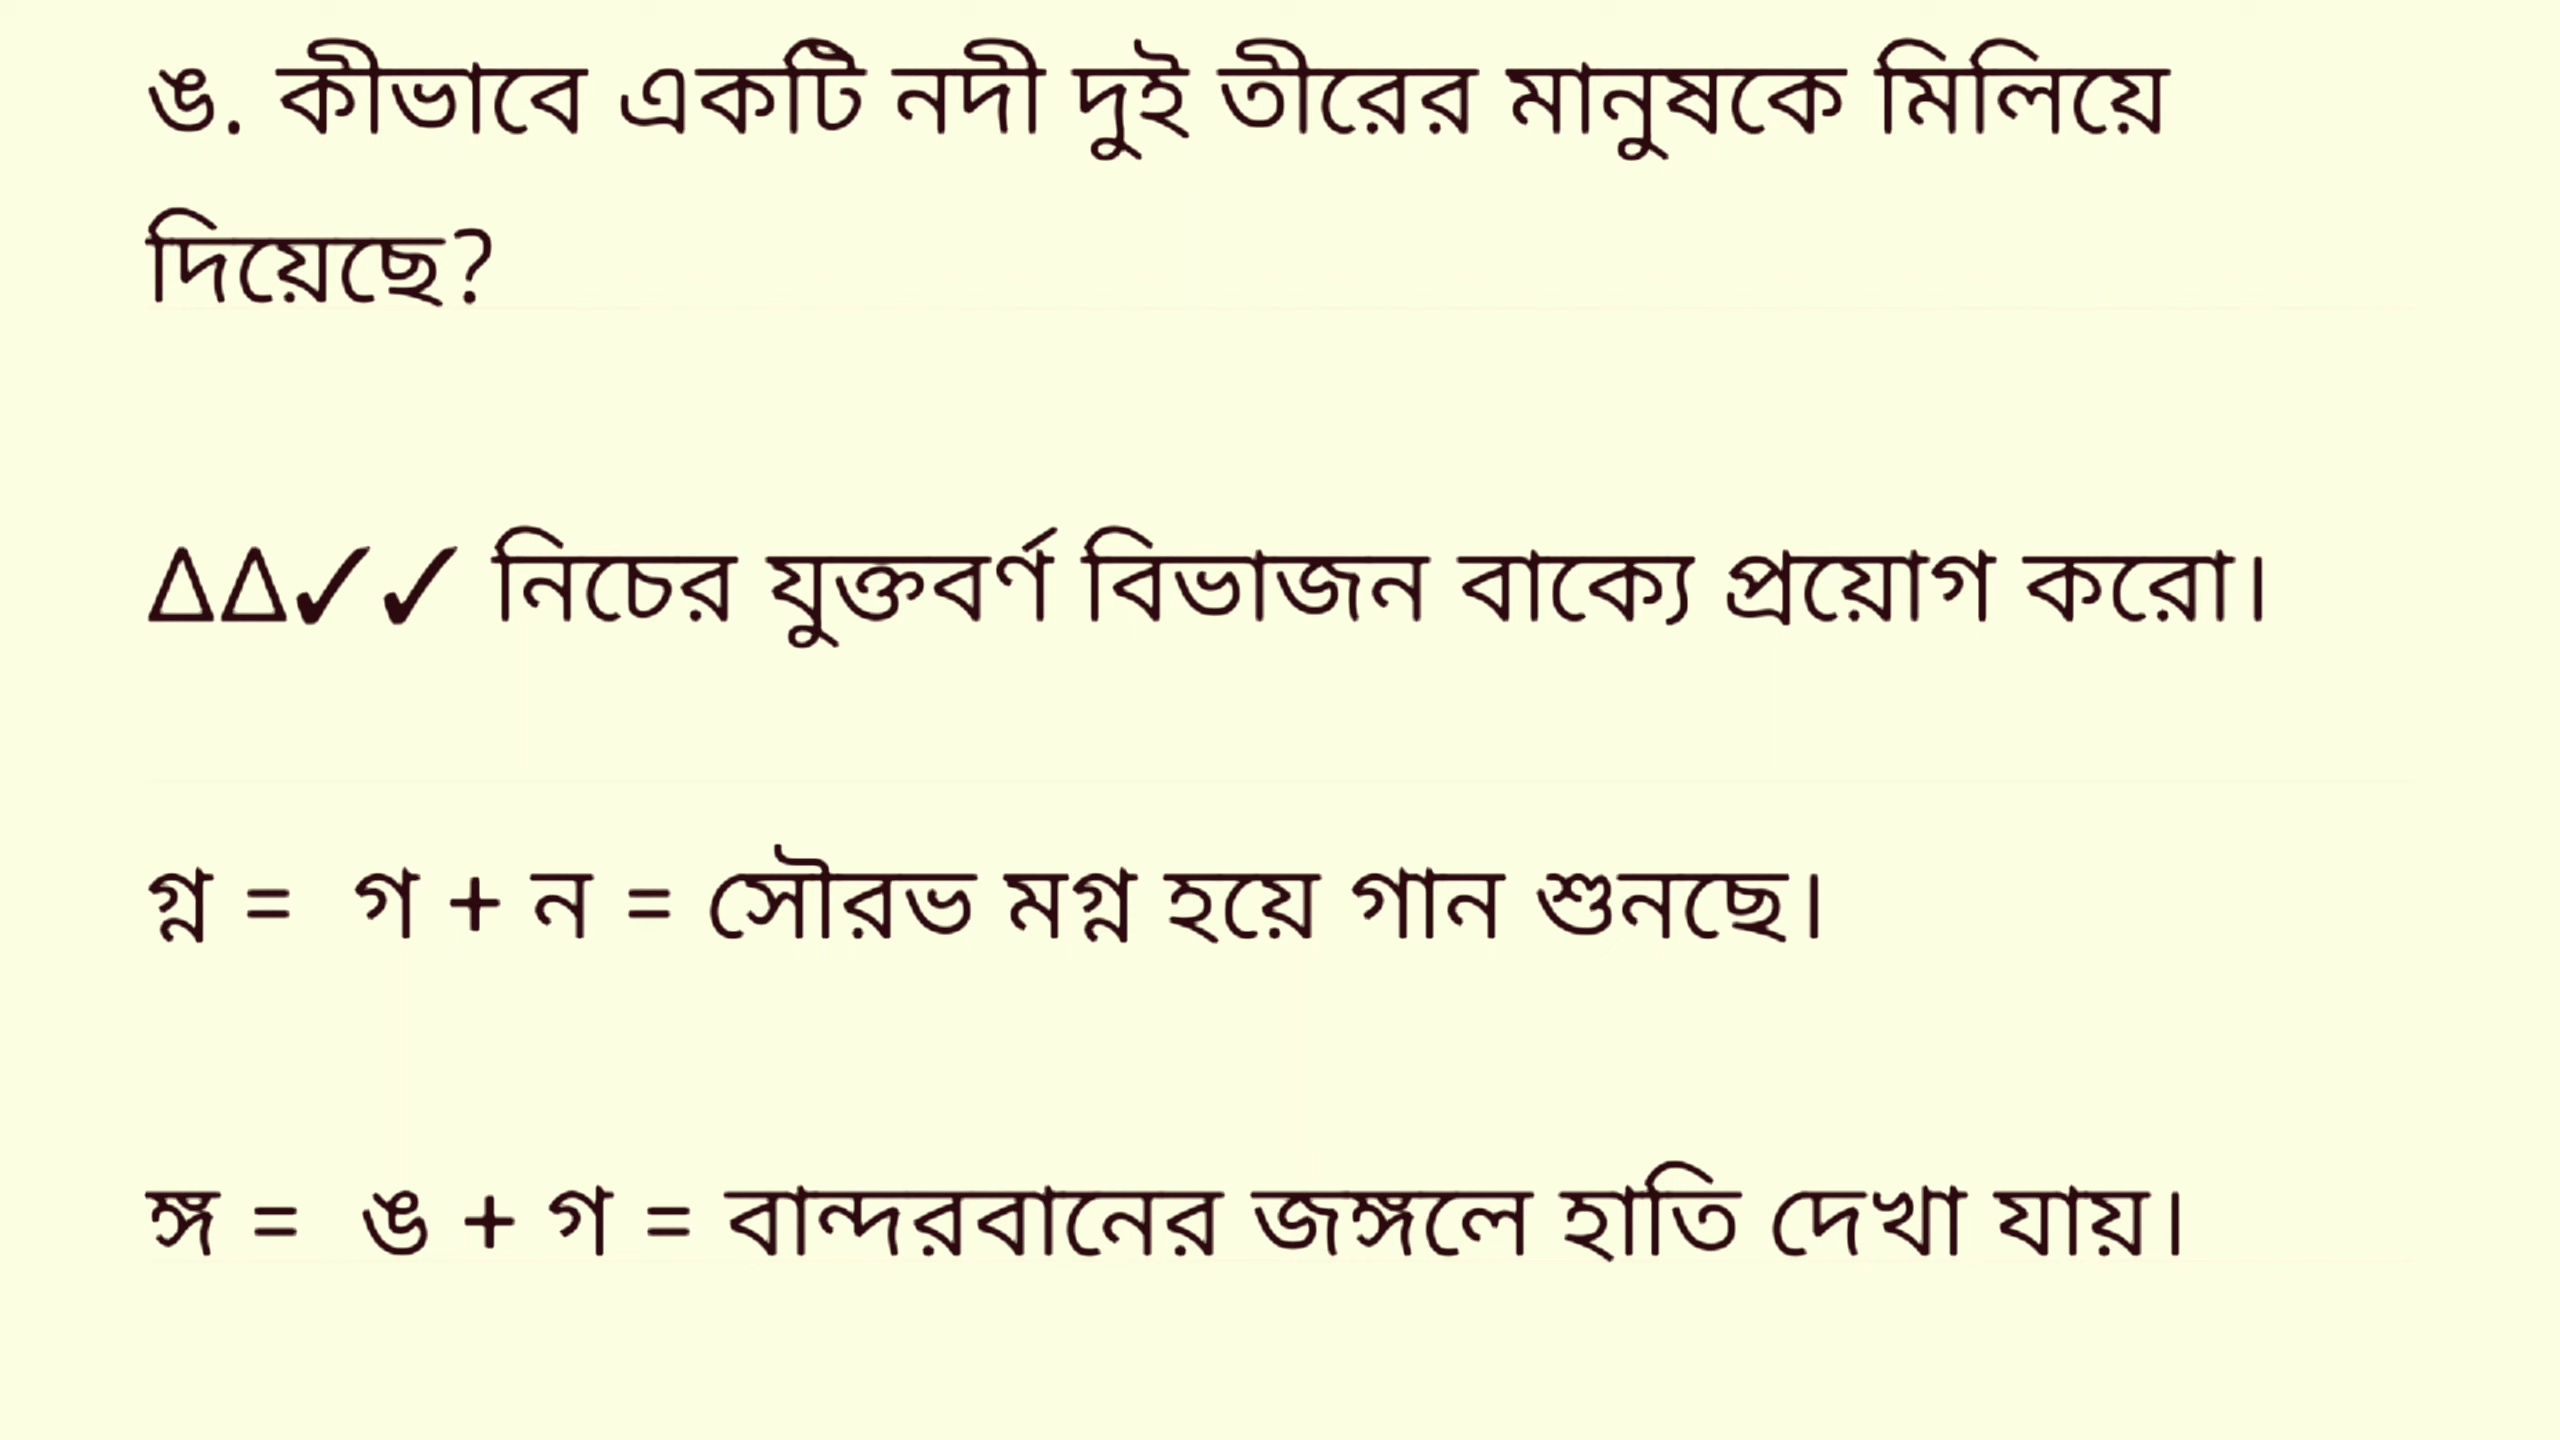 ঙ. কীভাবে একটি নদী দুই তীরের মানুষকে মিলিয়ে
দিয়েছে?
ΔΔ✓✓ নিচের যুক্তবর্ণ বিভাজন বাক্যে প্রয়োগ করো।
গ্ন = গ + ন = সৌরভ মগ্ন হয়ে গান শুনছে।
ঙ্গ = ঙ + গ = বান্দরবানের জঙ্গলে হাতি দেখা যায়।